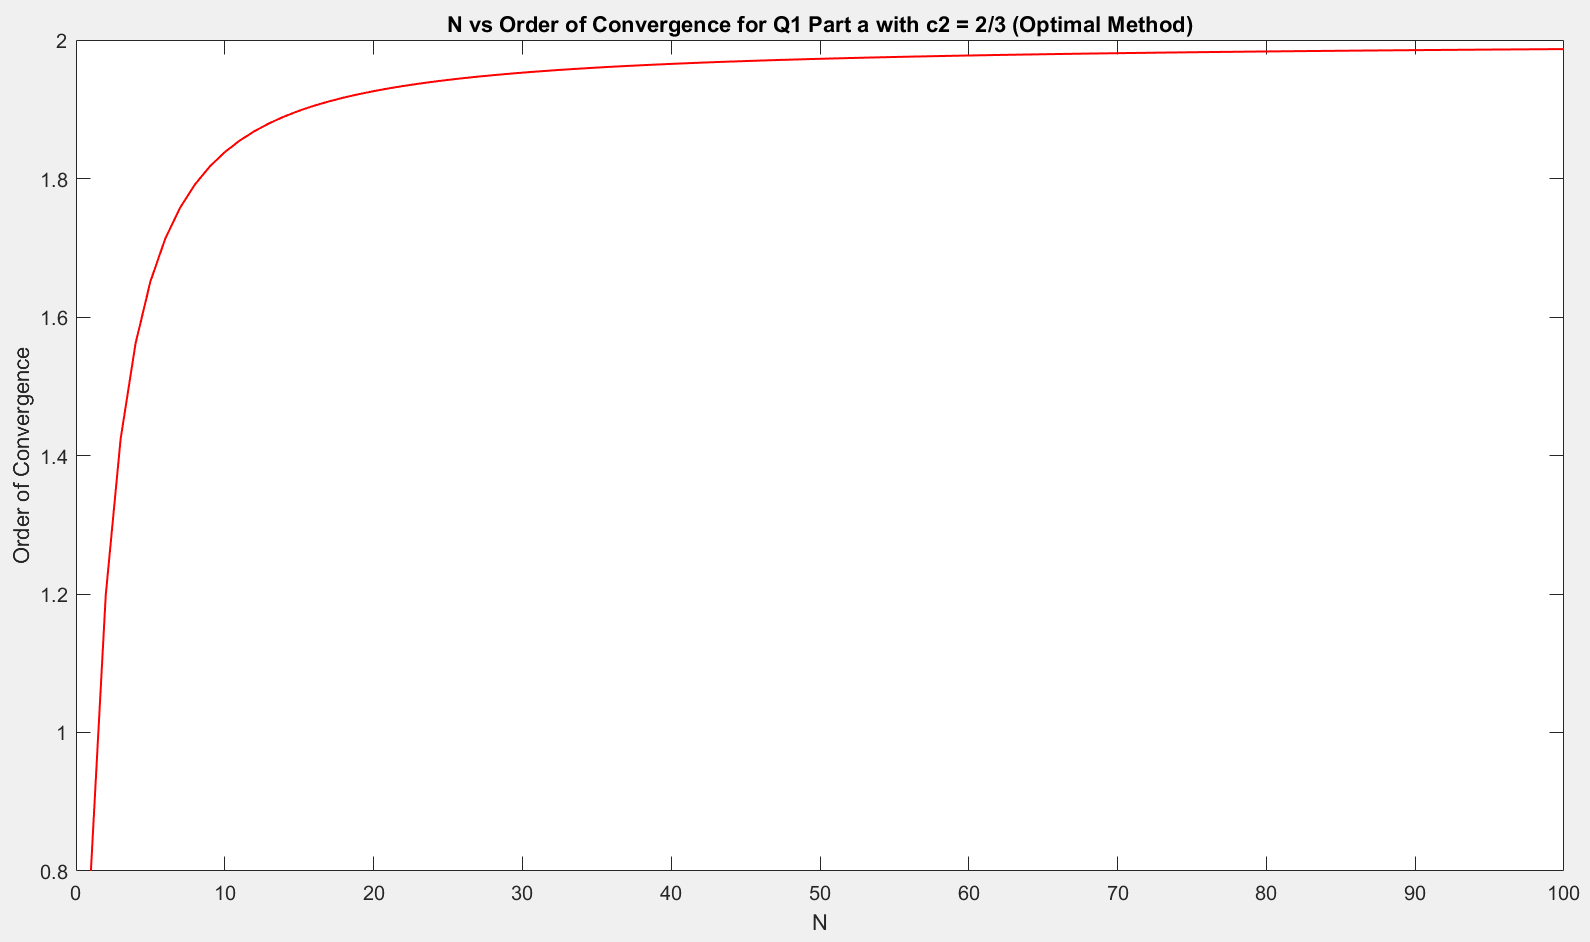 N vs Order of Convergence for Q1 Part a with c2 = 2/3 (Optimal Method)
2
1.8
1.6
1.4
1.2
1
0.8
Order of Convergence
0 10 20 30 40 50 60 70 80 90 100
N